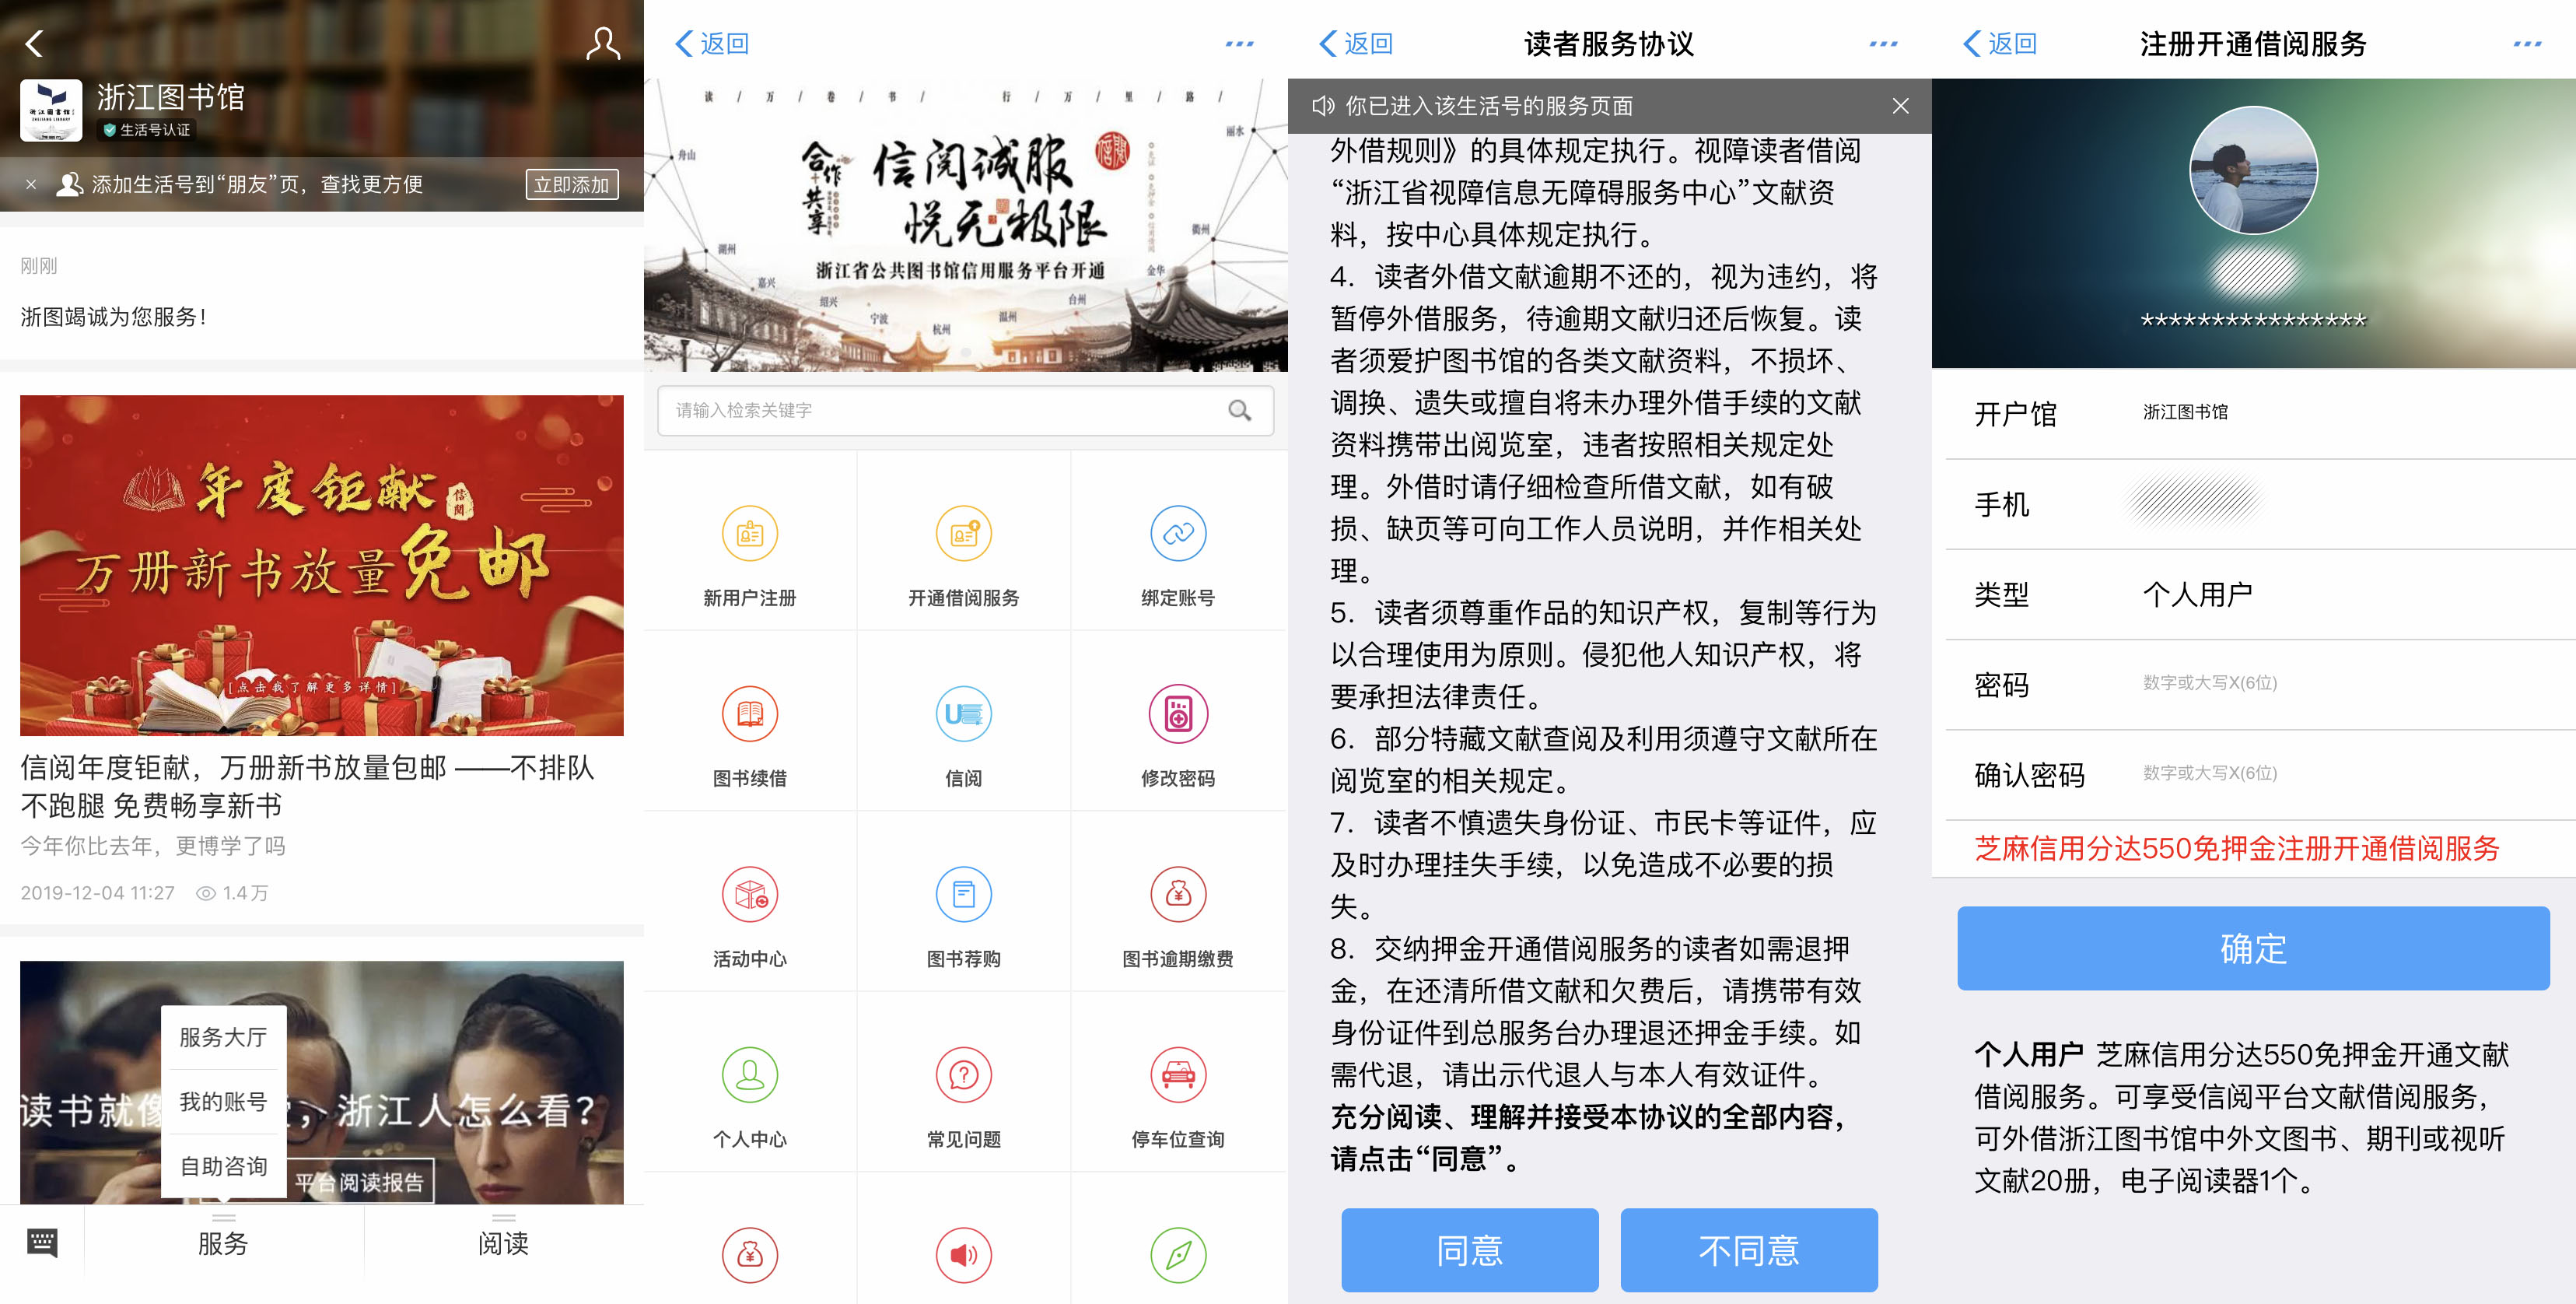 浙江图书馆
生活号认证
添加生活号到“朋友”页，查找更方便
立即添加
刚刚
浙图竭诚为您服务！
年度钜献
信阅
万册新书放量免邮
[点击我了解更多详情]
信阅年度钜献，万册新书放量包邮 ——不排队
不跑腿 免费畅享新书
今年你比去年，更博学了吗
2019-12-04 11:27 1.4万
读书就像
，浙江人怎么看？
平台阅读报告
服务大厅
我的账号
自助咨询
服务
阅读
返回
读 / 万 / 卷 / 书 / 行 / 万 / 里 / 路 /
合作
+
共享
信阅诚服
悦无极限
信阅
浙江省公共图书馆信用服务平台开通
舟山
丽水
湖州
衢州
嘉兴
金华
绍兴
台州
宁波
温州
杭州
请输入检索关键字
新用户注册
开通借阅服务
绑定账号
图书续借
信阅
修改密码
活动中心
图书荐购
图书逾期缴费
个人中心
常见问题
停车位查询
返回
读者服务协议
你已进入该生活号的服务页面
外借规则》的具体规定执行。视障读者借阅
“浙江省视障信息无障碍服务中心”文献资
料，按中心具体规定执行。
4. 读者外借文献逾期不还的，视为违约，将
暂停外借服务，待逾期文献归还后恢复。读
者须爱护图书馆的各类文献资料，不损坏、
调换、遗失或擅自将未办理外借手续的文献
资料携带出阅览室，违者按照相关规定处
理。外借时请仔细检查所借文献，如有破
损、缺页等可向工作人员说明，并作相关处
理。
5. 读者须尊重作品的知识产权，复制等行为
以合理使用为原则。侵犯他人知识产权，将
要承担法律责任。
6. 部分特藏文献查阅及利用须遵守文献所在
阅览室的相关规定。
7. 读者不慎遗失身份证、市民卡等证件，应
及时办理挂失手续，以免造成不必要的损
失。
8. 交纳押金开通借阅服务的读者如需退押
金，在还清所借文献和欠费后，请携带有效
身份证件到总服务台办理退还押金手续。如
需代退，请出示代退人与本人有效证件。
充分阅读、理解并接受本协议的全部内容，
请点击“同意”。
同意
不同意
返回
注册开通借阅服务
****************
开户馆 浙江图书馆
手机
类型 个人用户
密码 数字或大写X(6位)
确认密码 数字或大写X(6位)
芝麻信用分达550免押金注册开通借阅服务
确定
个人用户 芝麻信用分达550免押金开通文献
借阅服务。可享受信阅平台文献借阅服务，
可外借浙江图书馆中外文图书、期刊或视听
文献20册，电子阅读器1个。